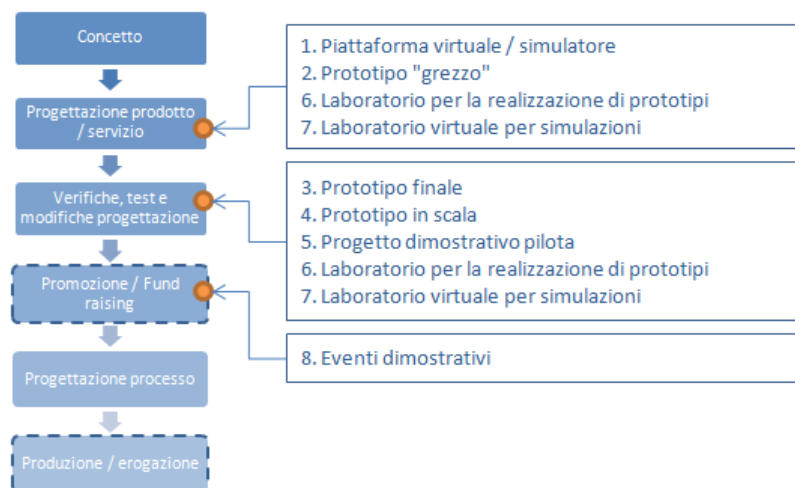 Concetto
Progettazione prodotto
/ servizio
Verifiche, test e
modifiche progettazione
Promozione / Fund
raising
Progettazione processo
Produzione / erogazione
1. Piattaforma virtuale / simulatore
2. Prototipo "grezzo"
6. Laboratorio per la realizzazione di prototipi
7. Laboratorio virtuale per simulazioni
3. Prototipo finale
4. Prototipo in scala
5. Progetto dimostrativo pilota
6. Laboratorio per la realizzazione di prototipi
7. Laboratorio virtuale per simulazioni
8. Eventi dimostrativi